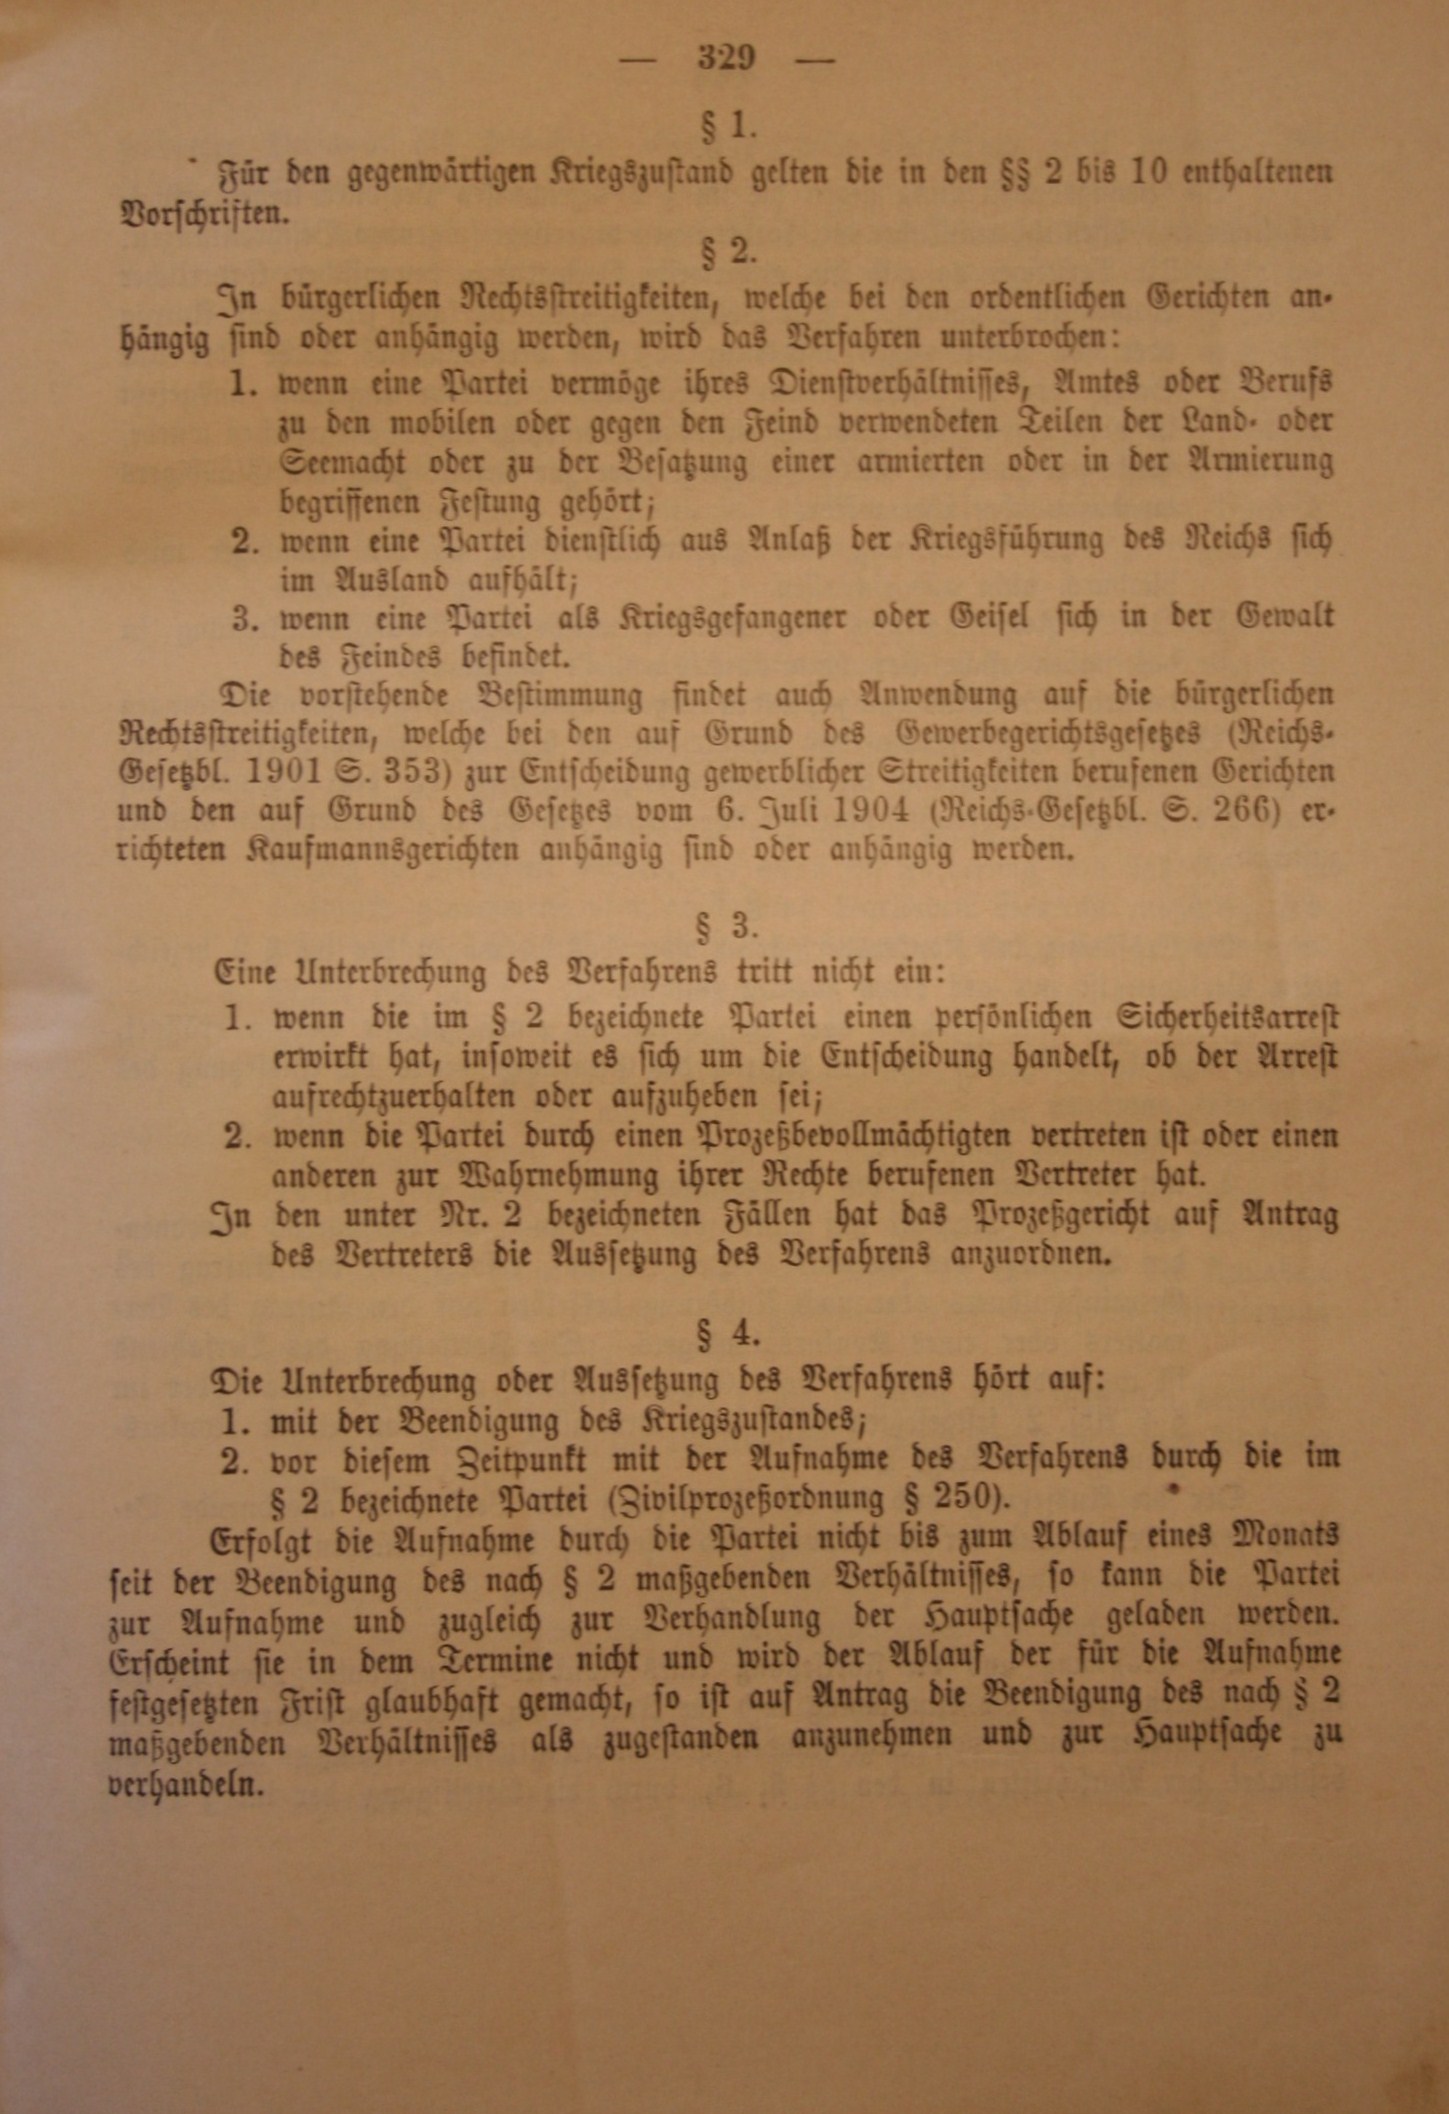 — 329 —
§ 1.
Für den gegenwärtigen Kriegszustand gelten die in den §§ 2 bis 10 enthaltenen
Vorschriften.
§ 2.
In bürgerlichen Rechtsstreitigkeiten, welche bei den ordentlichen Gerichten an-
hängig sind oder anhängig werden, wird das Verfahren unterbrochen:
1. wenn eine Partei vermöge ihres Dienstverhältnisses, Amtes oder Berufs
zu den mobilen oder gegen den Feind verwendeten Teilen der Land- oder
Seemacht oder zu der Besatzung einer armierten oder in der Armierung
begriffenen Festung gehört;
2. wenn eine Partei dienstlich aus Anlaß der Kriegsführung des Reichs sich
im Ausland aufhält;
3. wenn eine Partei als Kriegsgefangener oder Geisel sich in der Gewalt
des Feindes befindet.
Die vorstehende Bestimmung findet auch Anwendung auf die bürgerlichen
Rechtsstreitigkeiten, welche bei den auf Grund des Gewerbegerichtsgesetzes (Reichs-
Gesetzbl. 1901 S. 353) zur Entscheidung gewerblicher Streitigkeiten berufenen Gerichten
und den auf Grund des Gesetzes vom 6. Juli 1904 (Reichs-Gesetzbl. S. 266) er-
richteten Kaufmannsgerichten anhängig sind oder anhängig werden.
§ 3.
Eine Unterbrechung des Verfahrens tritt nicht ein:
1. wenn die im § 2 bezeichnete Partei einen persönlichen Sicherheitsarrest
erwirkt hat, insoweit es sich um die Entscheidung handelt, ob der Arrest
aufrechtzuerhalten oder aufzuheben sei;
2. wenn die Partei durch einen Prozeßbevollmächtigten vertreten ist oder einen
anderen zur Wahrnehmung ihrer Rechte berufenen Vertreter hat.
In den unter Nr. 2 bezeichneten Fällen hat das Prozeßgericht auf Antrag
des Vertreters die Aussetzung des Verfahrens anzuordnen.
§ 4.
Die Unterbrechung oder Aussetzung des Verfahrens hört auf:
1. mit der Beendigung des Kriegszustandes;
2. vor diesem Zeitpunkt mit der Aufnahme des Verfahrens durch die im
§ 2 bezeichnete Partei (Zivilprozeßordnung § 250).
Erfolgt die Aufnahme durch die Partei nicht bis zum Ablauf eines Monats
seit der Beendigung des nach § 2 maßgebenden Verhältnisses, so kann die Partei
zur Aufnahme und zugleich zur Verhandlung der Hauptsache geladen werden.
Erscheint sie in dem Termine nicht und wird der Ablauf der für die Aufnahme
festgesetzten Frist glaubhaft gemacht, so ist auf Antrag die Beendigung des nach § 2
maßgebenden Verhältnisses als zugestanden anzunehmen und zur Hauptsache zu
verhandeln.